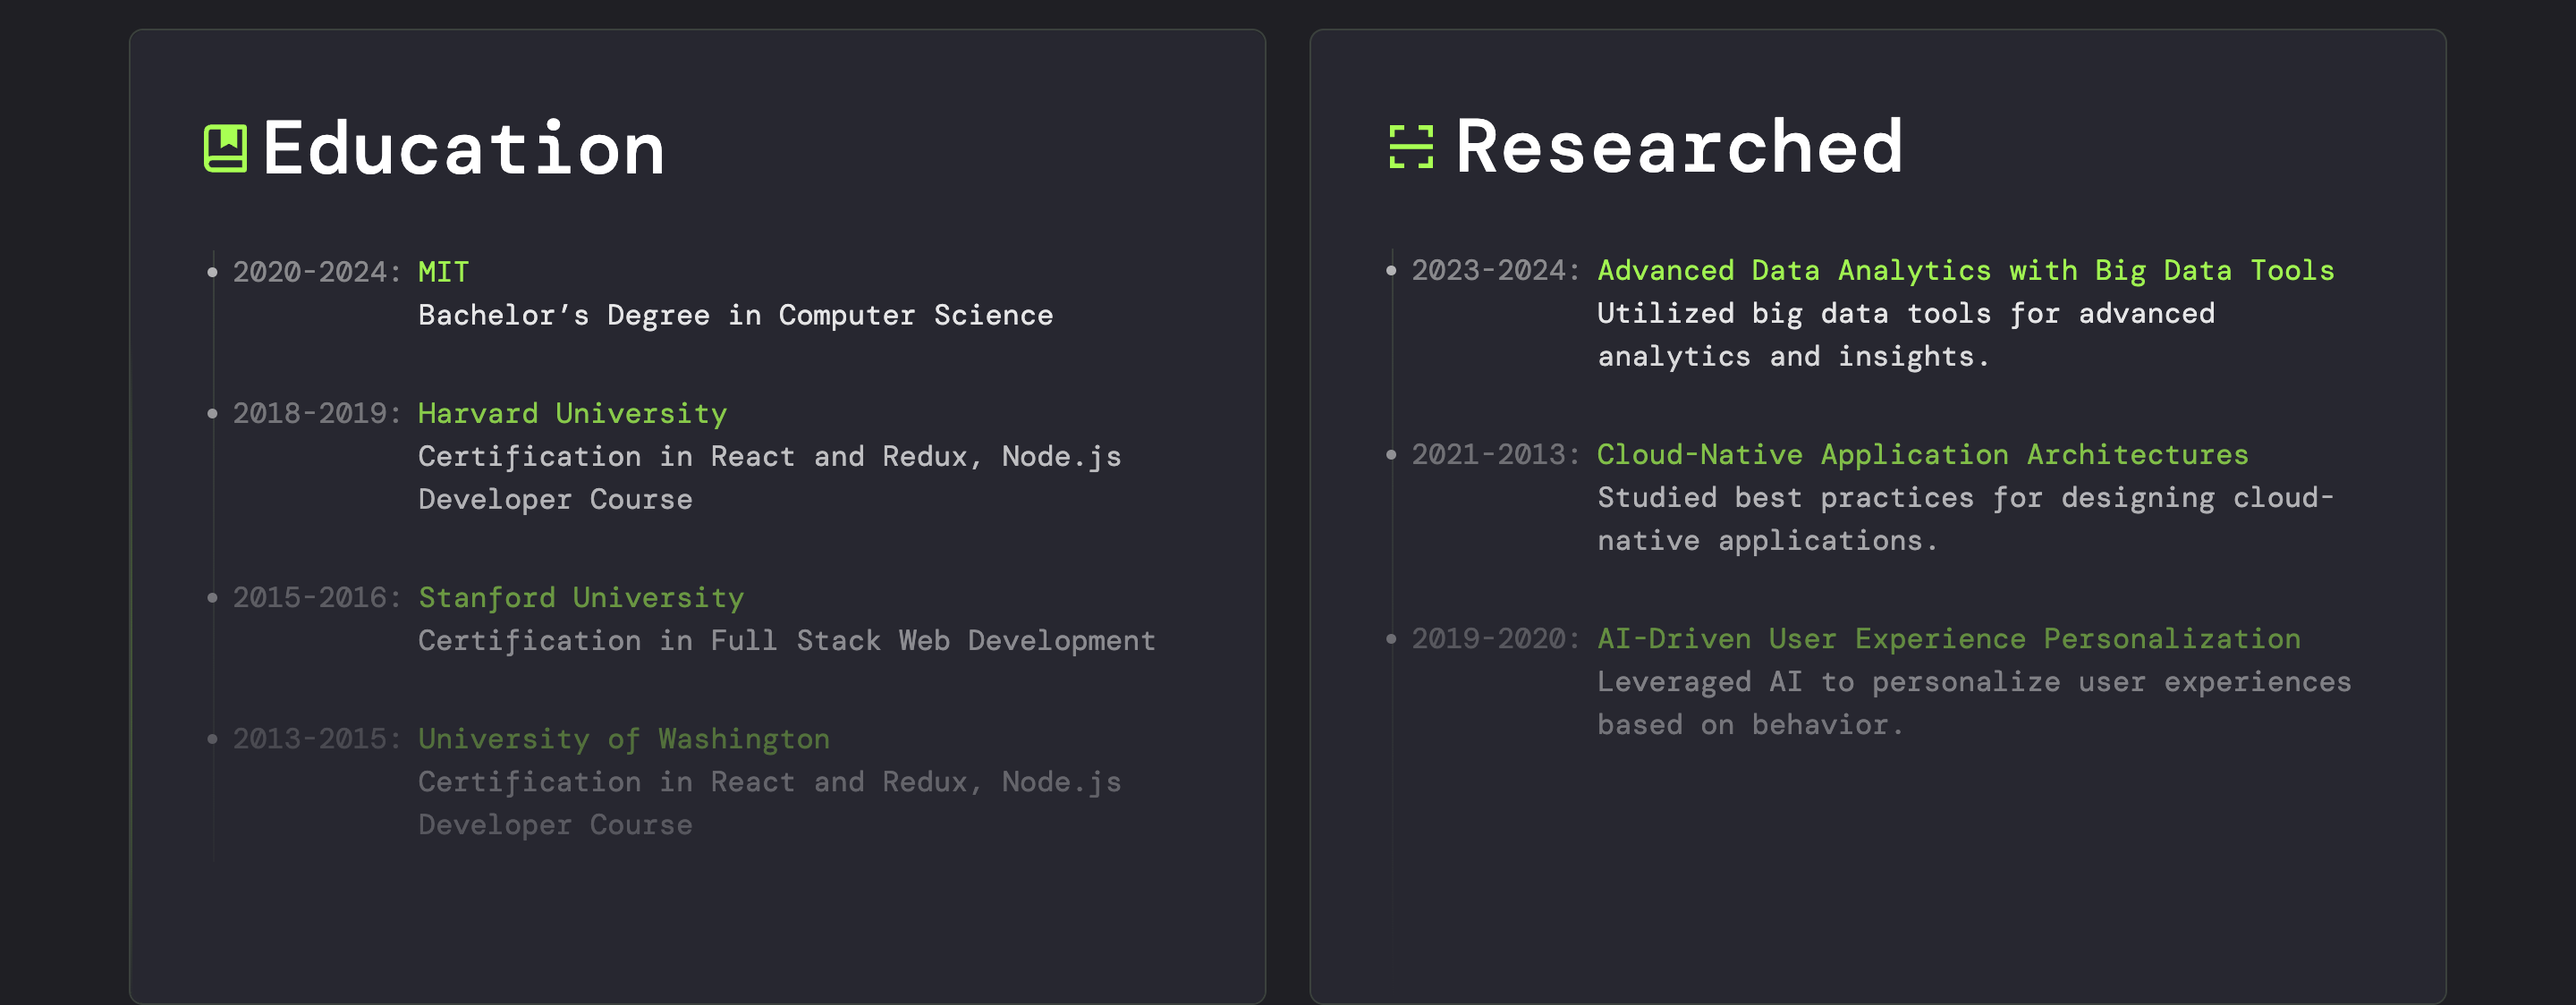 Education
2020-2024: MIT
Bachelor’s Degree in Computer Science
2018-2019: Harvard University
Certification in React and Redux, Node.js
Developer Course
2015-2016: Stanford University
Certification in Full Stack Web Development
2013-2015: University of Washington
Certification in React and Redux, Node.js
Developer Course
Researched
2023-2024: Advanced Data Analytics with Big Data Tools
Utilized big data tools for advanced
analytics and insights.
2021-2013: Cloud-Native Application Architectures
Studied best practices for designing cloud-
native applications.
2019-2020: AI-Driven User Experience Personalization
Leveraged AI to personalize user experiences
based on behavior.